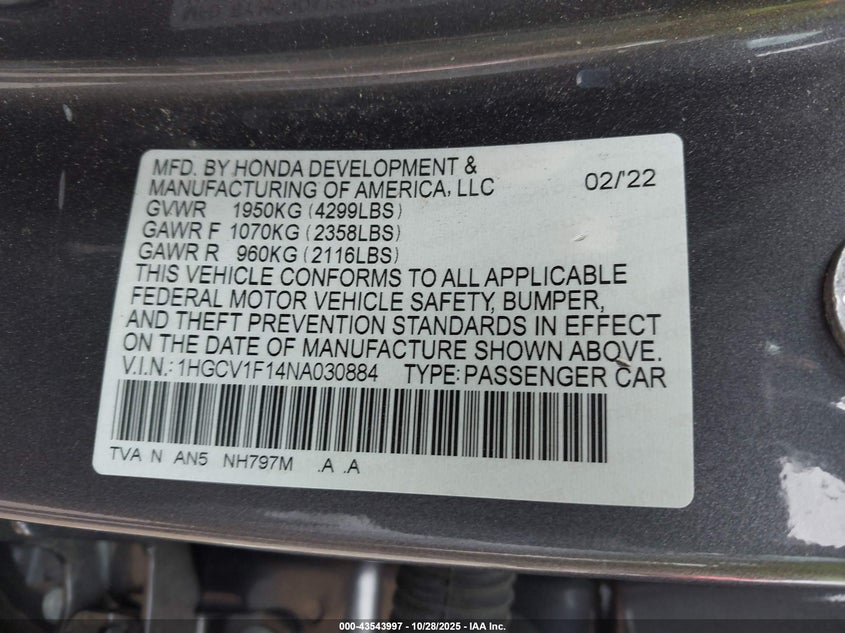 MFD. BY HONDA DEVELOPMENT &
MANUFACTURING OF AMERICA, LLC 02/'22
GVWR 1950KG (4299LBS)
GAWR F 1070KG (2358LBS)
GAWR R 960KG (2116LBS)
THIS VEHICLE CONFORMS TO ALL APPLICABLE
FEDERAL MOTOR VEHICLE SAFETY, BUMPER,
AND THEFT PREVENTION STANDARDS IN EFFECT
ON THE DATE OF MANUFACTURE SHOWN ABOVE.
V.I.N.: 1HGCV1F14NA030884 TYPE: PASSENGER CAR
TVA N AN5 NH797M .A .A
000-43543997 - 10/28/2025 - IAA Inc.